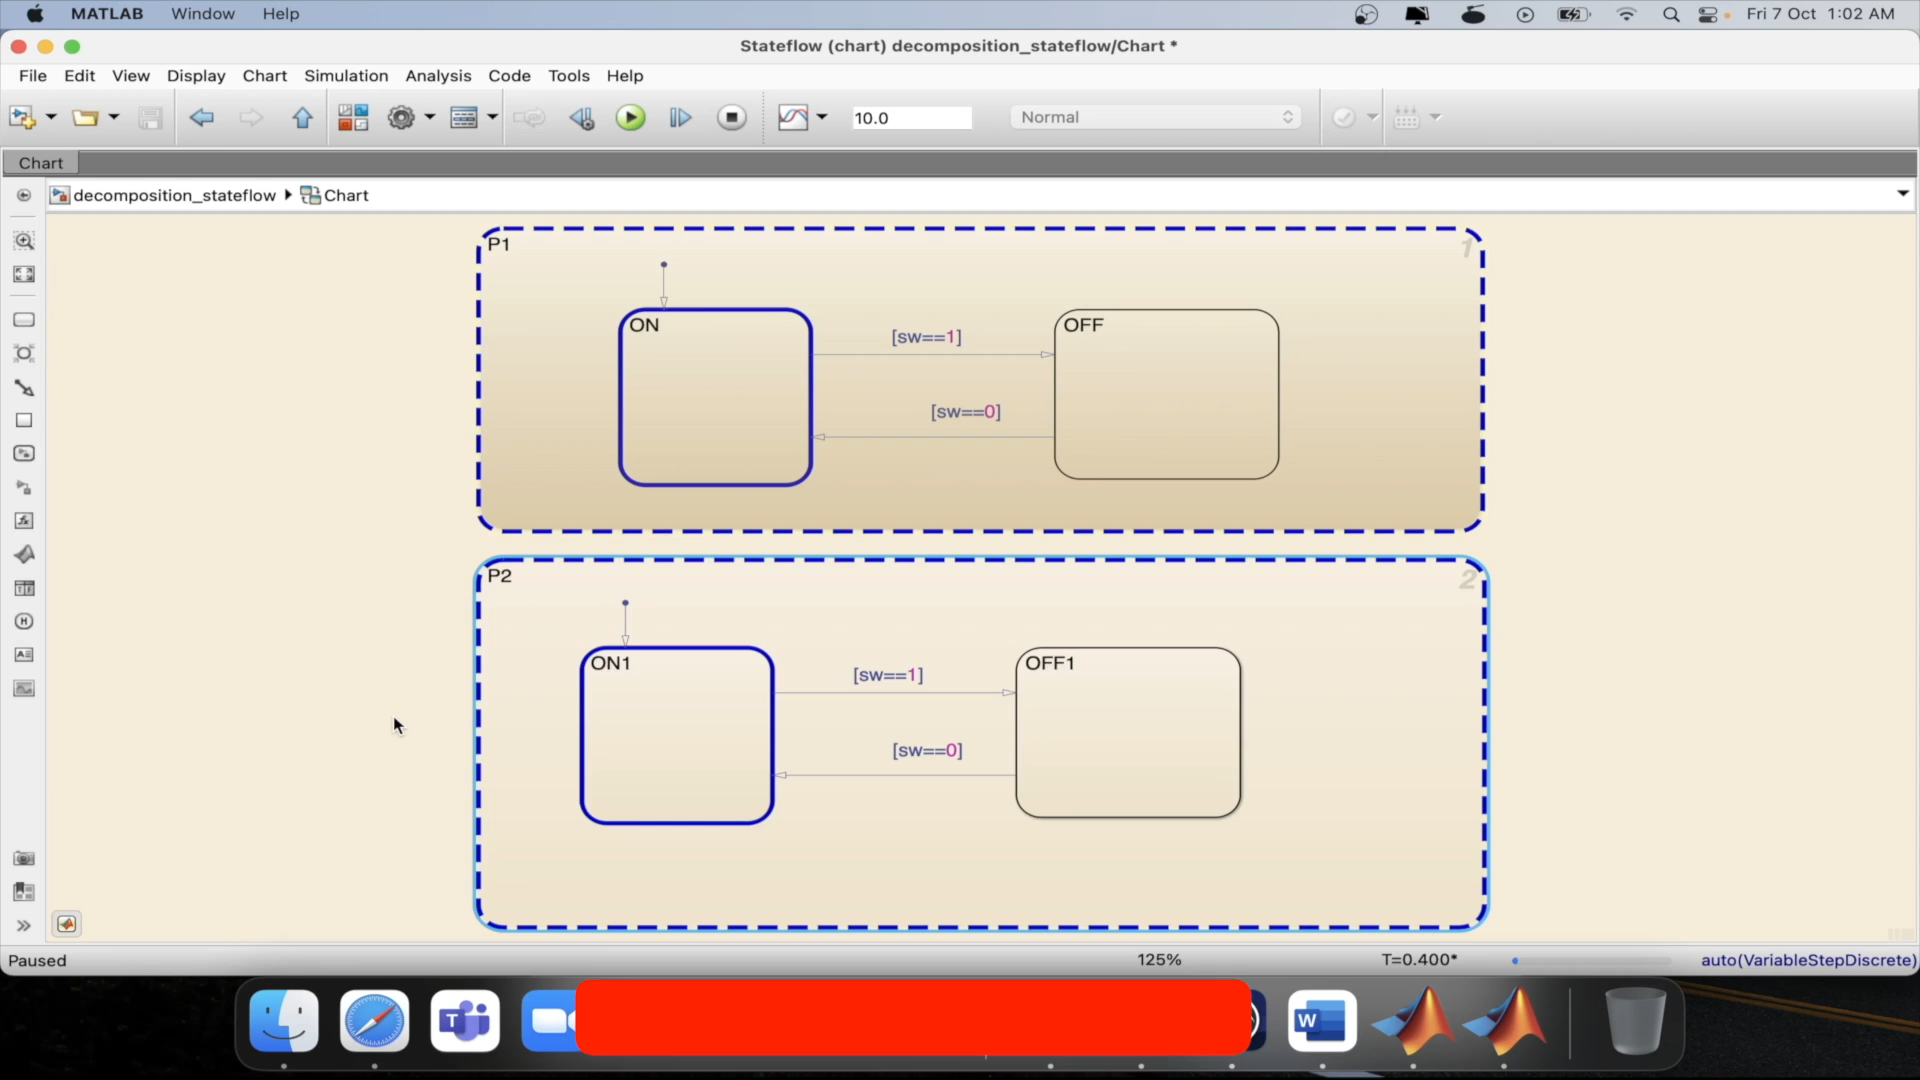 MATLAB Window Help Fri 7 Oct 1:02 AM
Stateflow (chart) decomposition_stateflow/Chart *
File Edit View Display Chart Simulation Analysis Code Tools Help
10.0 Normal
Chart
decomposition_stateflow Chart
P1 1
ON [sw==1] OFF
[sw==0]
P2 2
ON1 [sw==1] OFF1
[sw==0]
Paused 125% T=0.400* auto(VariableStepDiscrete)